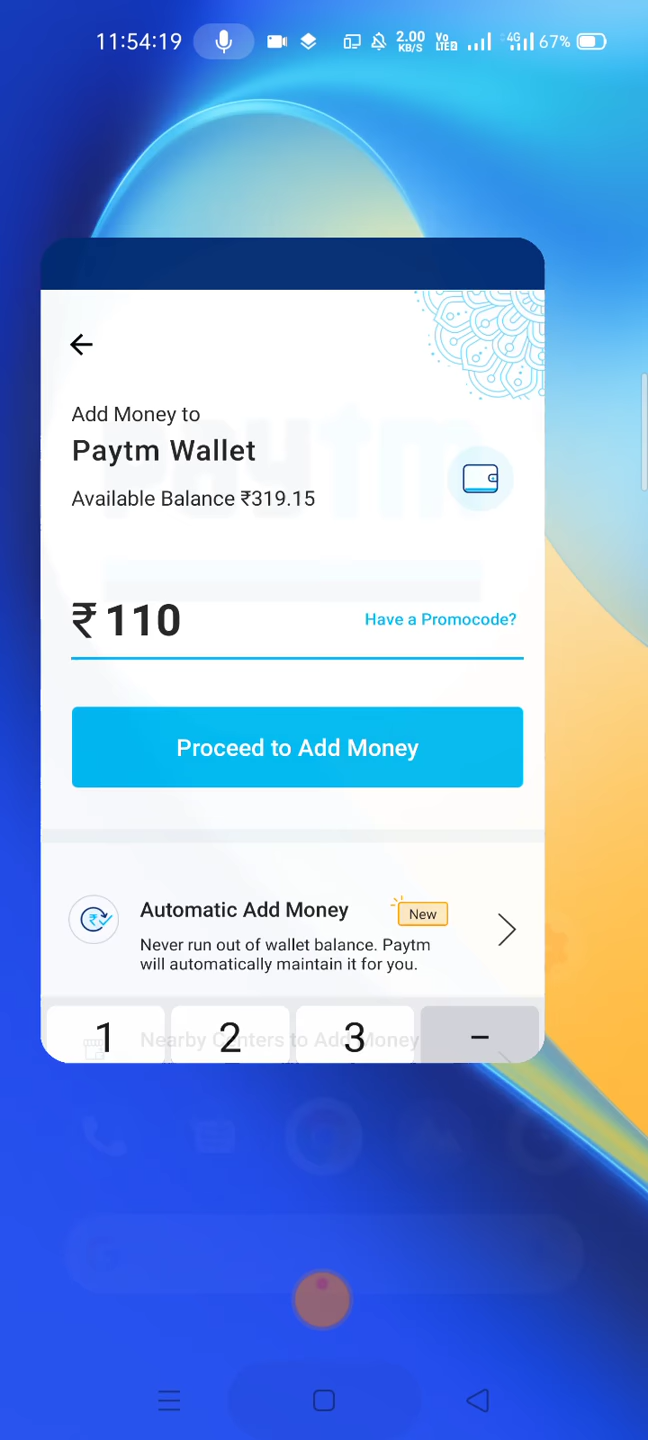 11:54:19 2.00 KB/S Vo LTE2 4G 67%
Add Money to
Paytm Wallet
Available Balance ₹319.15
₹110 Have a Promocode?
Proceed to Add Money
Automatic Add Money New
Never run out of wallet balance. Paytm
will automatically maintain it for you.
1 2 3 –
Nearby Centers to Add Money
paytm